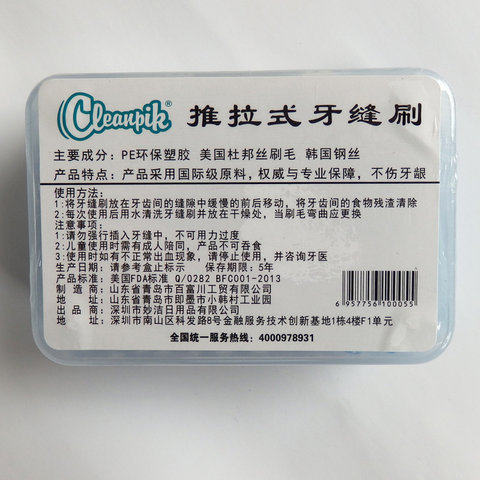 Cleanpik®
推拉式牙缝刷
主要成分: PE环保塑胶 美国杜邦丝刷毛 韩国钢丝
产品特点: 产品采用国际级原料,权威与专业保障,不伤牙龈
使用方法:
1:将牙缝刷放在牙齿间的缝隙中缓慢的前后移动,将牙齿间的食物残渣清除
2:每次使用后用水清洗牙缝刷并放在干燥处,当刷毛弯曲应更换
注意事项:
1:请勿强行插入牙缝中,不可用力过度
2:儿童使用时需有成人陪同,产品不可吞食
3:使用时如有不正常出血现象,请停止使用,并咨询牙医
生产日期: 请参考盒止标示 保存期限: 5年
产品标准: 美国FDA标准 Q/0282 BFC001-2013
制造商: 山东省青岛市百富川工贸有限公司
地址: 山东省青岛市即墨市小韩村工业园
出品商: 深圳市妙洁日用品有限公司
地址: 深圳市南山区科发路8号金融服务技术创新基地1栋4楼F1单元
6 957756 100055
全国统一服务热线: 4000978931